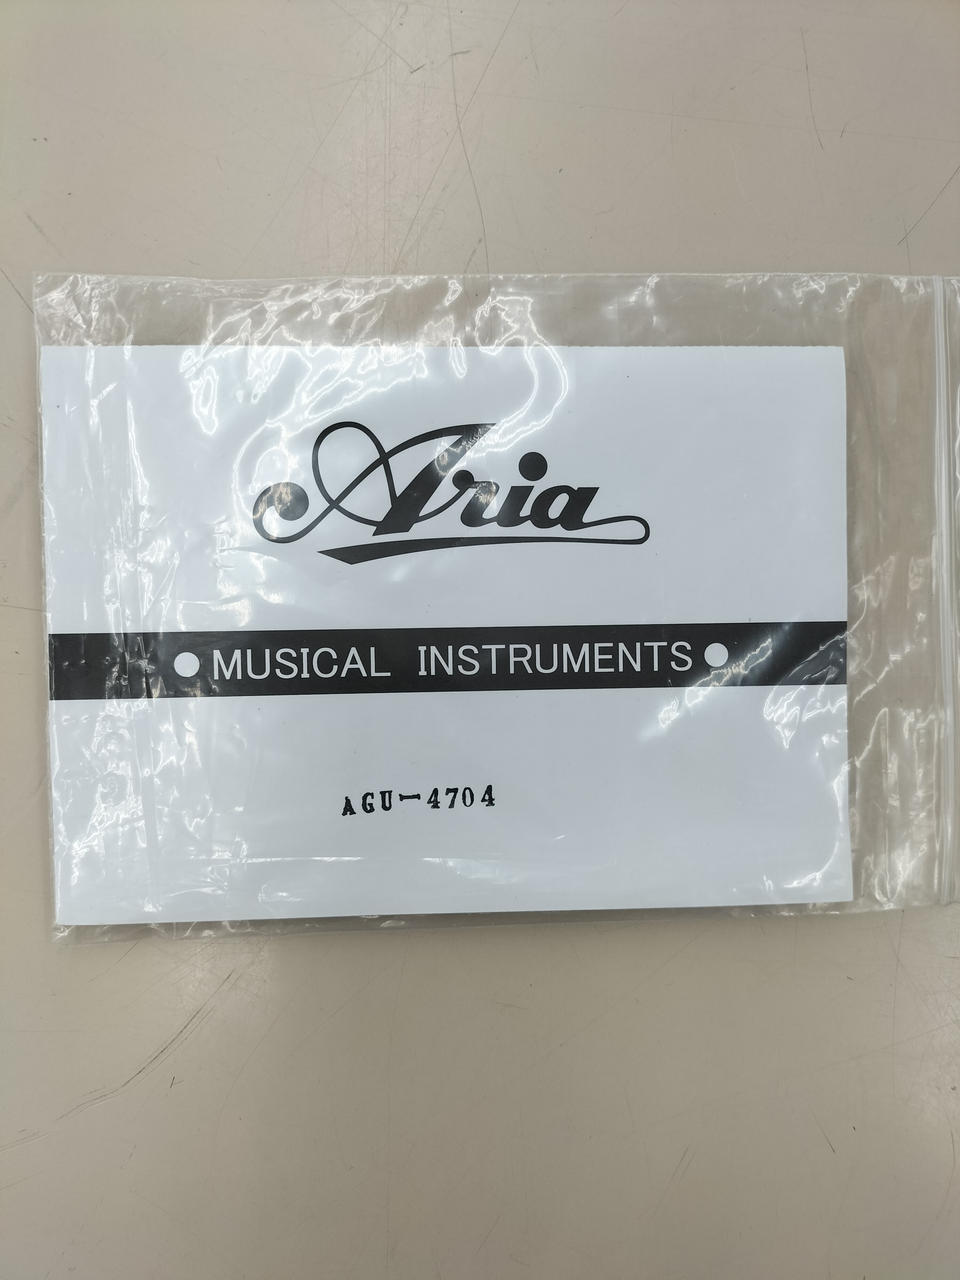 Aria
●MUSICAL INSTRUMENTS●
AGU-4704